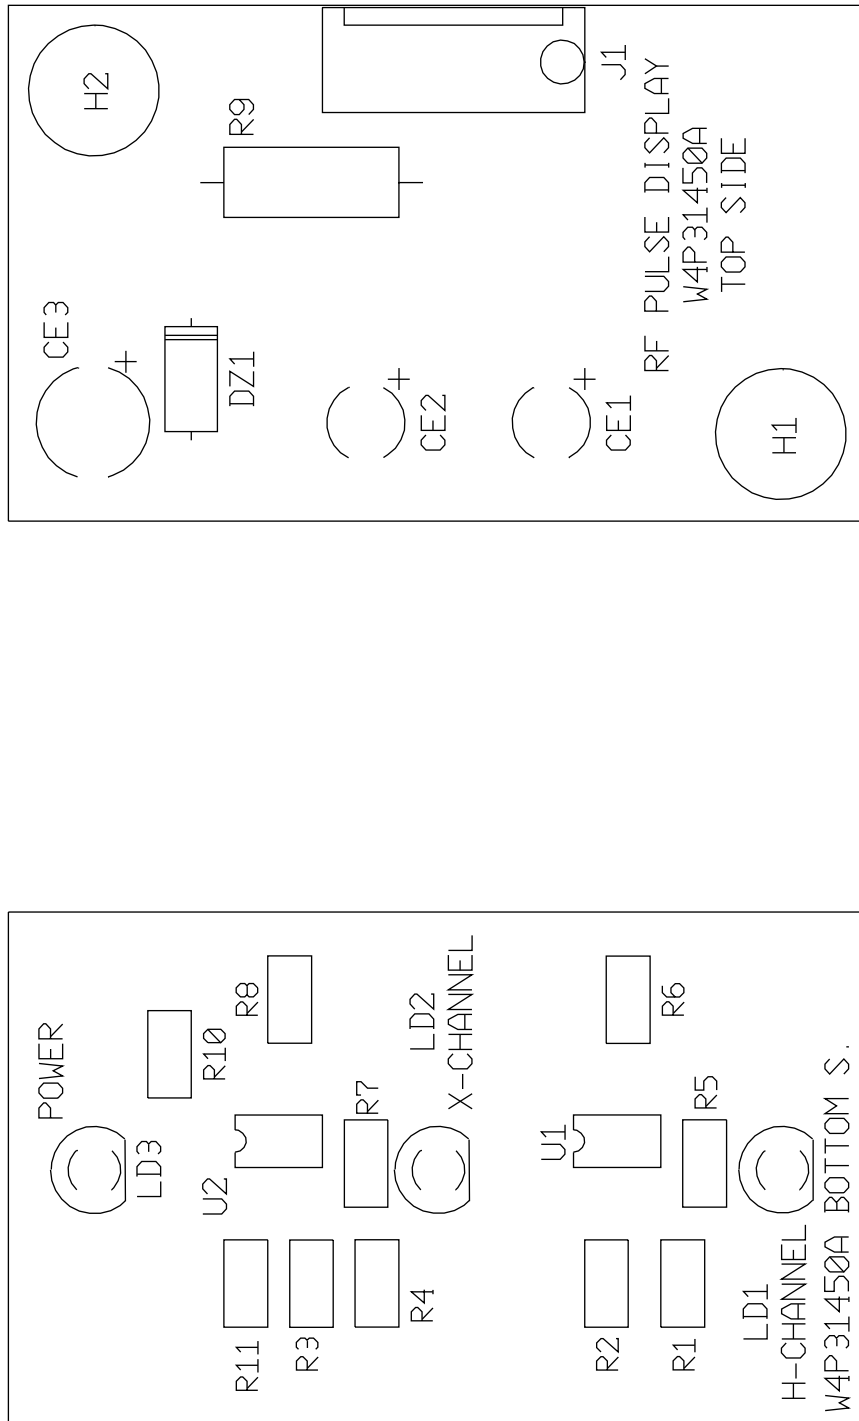 H2
J1
R9
RF PULSE DISPLAY
W4P31450A
TOP SIDE
CE3
+
DZ1
+
CE2
+
CE1
H1
POWER
LD3
R10
R8
LD2
X-CHANNEL
R6
R7
U2
U1
R5
R11
R3
R4
R2
R1
LD1
H-CHANNEL
W4P31450A BOTTOM S.